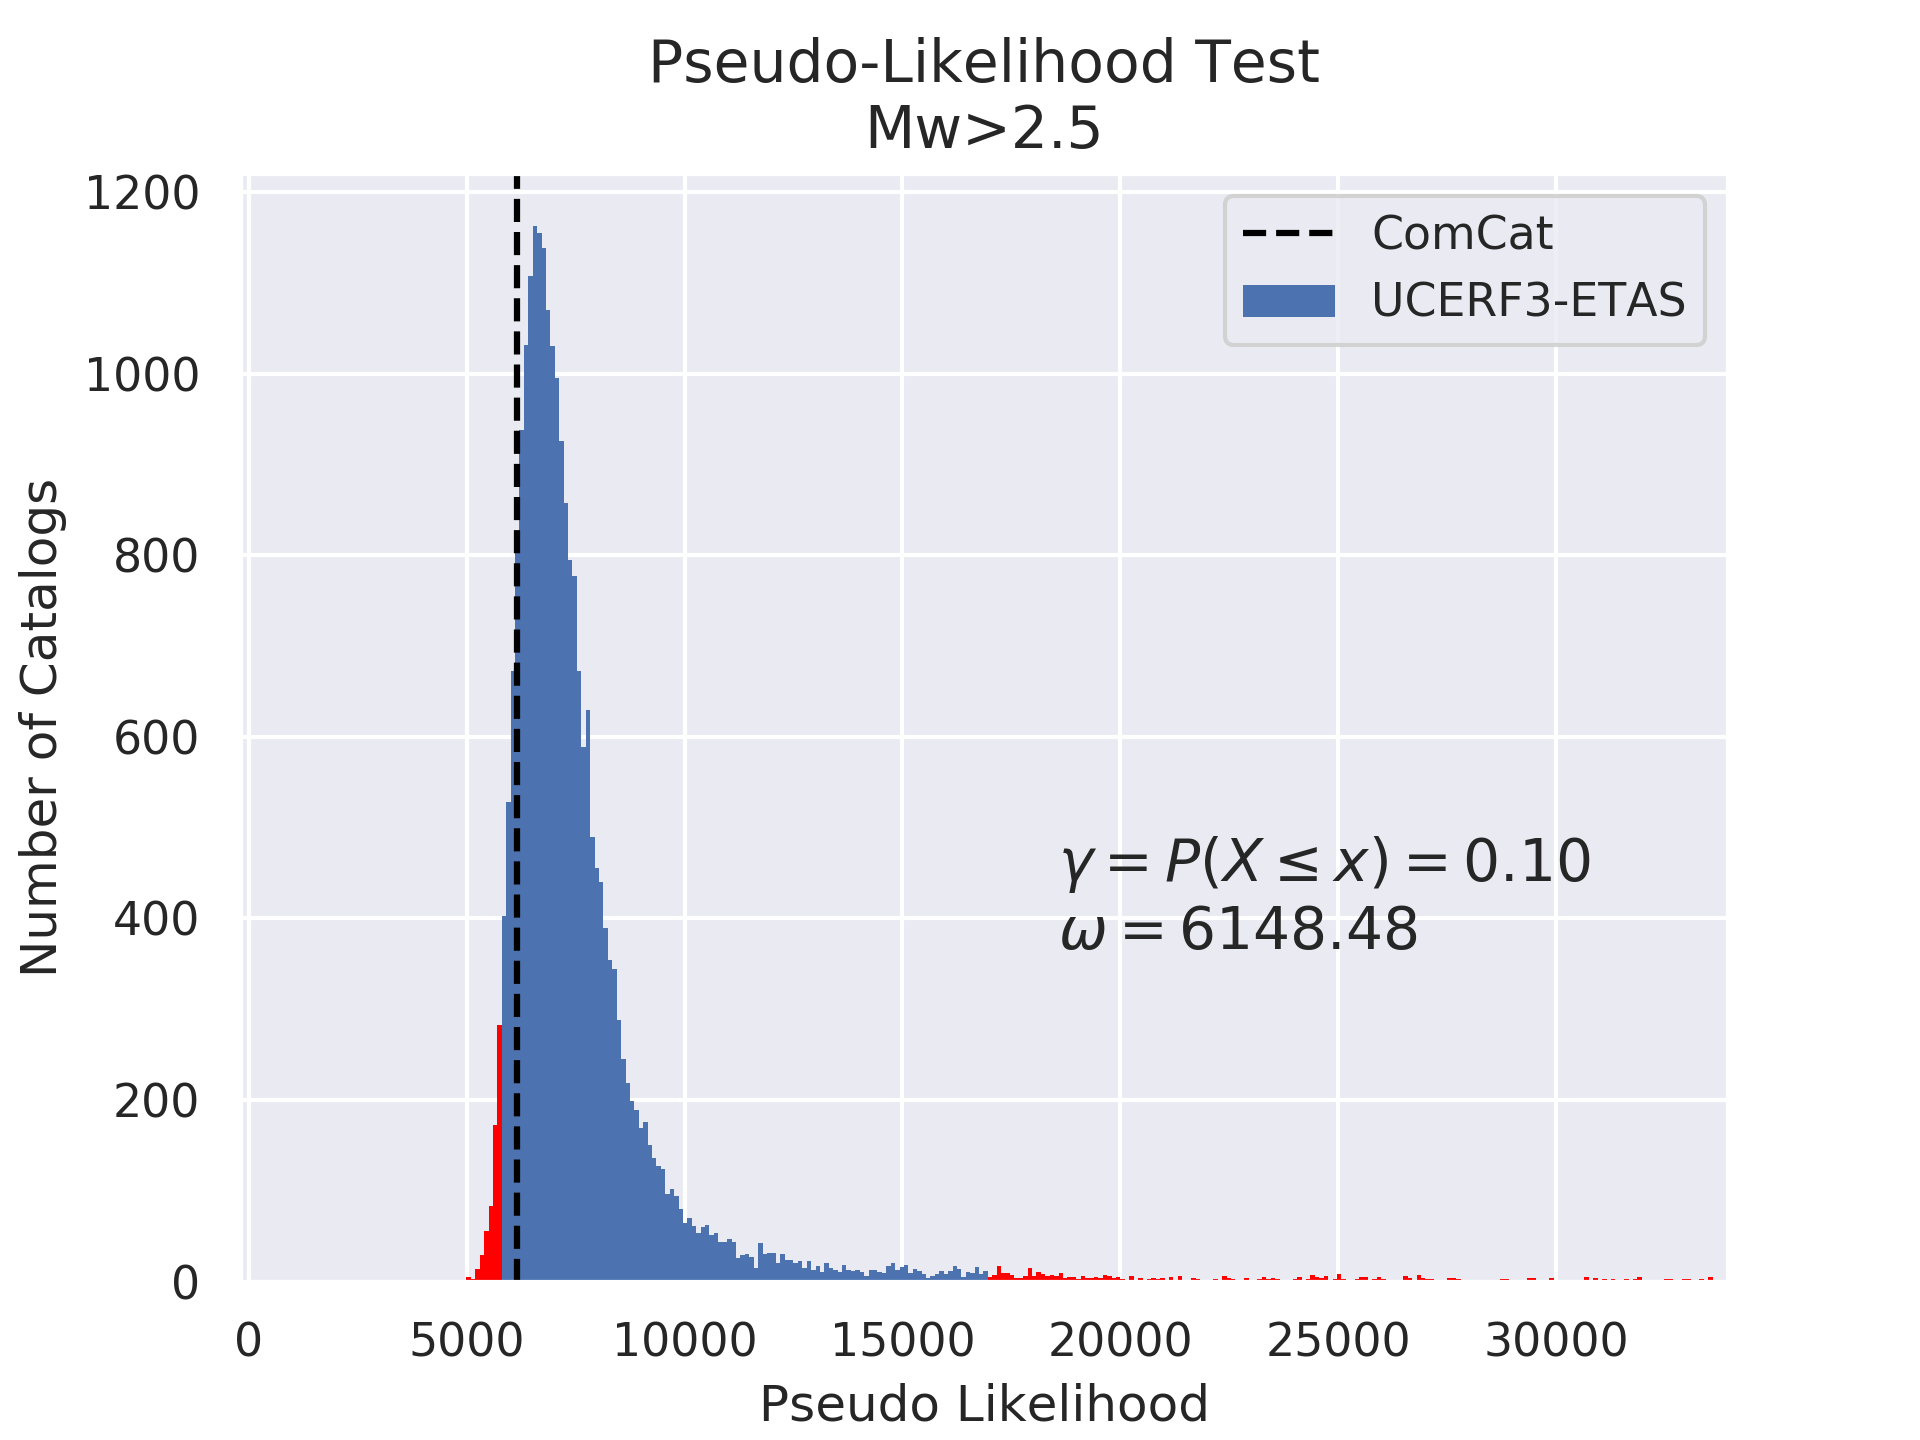 Pseudo-Likelihood Test
Mw>2.5
1200
1000
800
600
400
200
0
Number of Catalogs
ComCat
UCERF3-ETAS
γ = P(X ≤ x) = 0.10
ω = 6148.48
0 5000 10000 15000 20000 25000 30000
Pseudo Likelihood